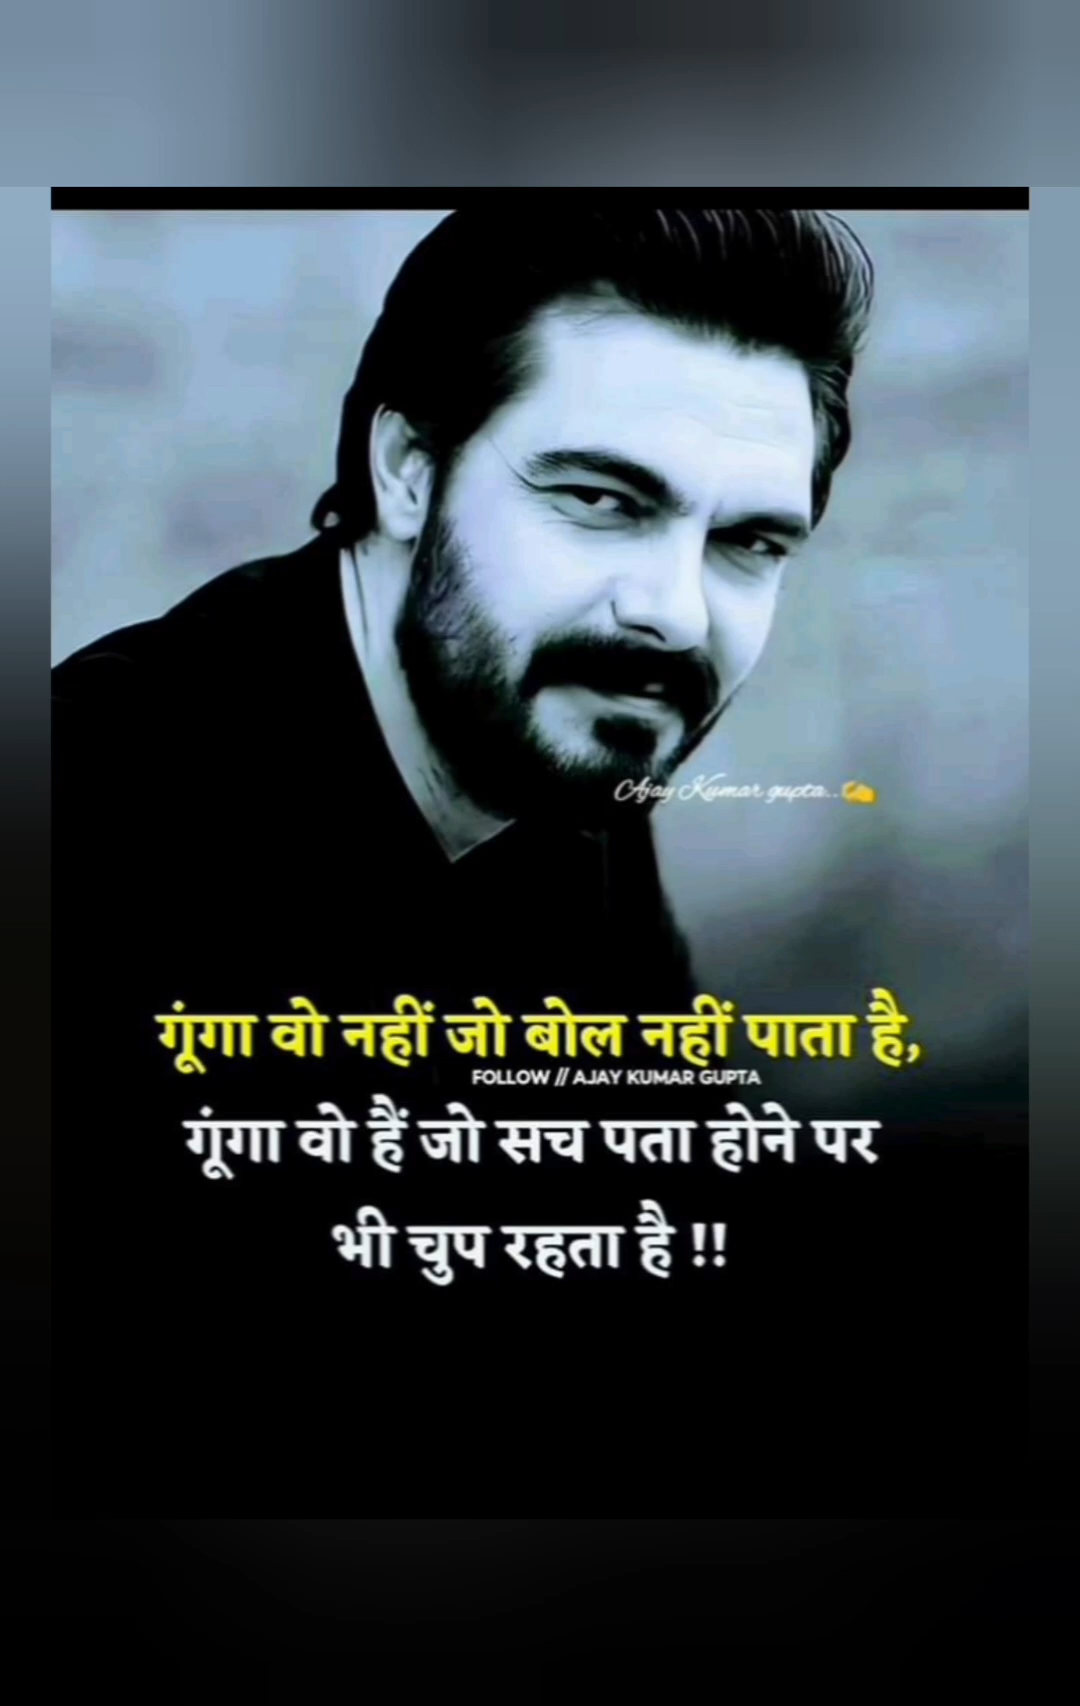 Ajay Kumar gupta..✍️
गूंगा वो नहीं जो बोल नहीं पाता है,
FOLLOW // AJAY KUMAR GUPTA
गूंगा वो हैं जो सच पता होने पर
भी चुप रहता है !!